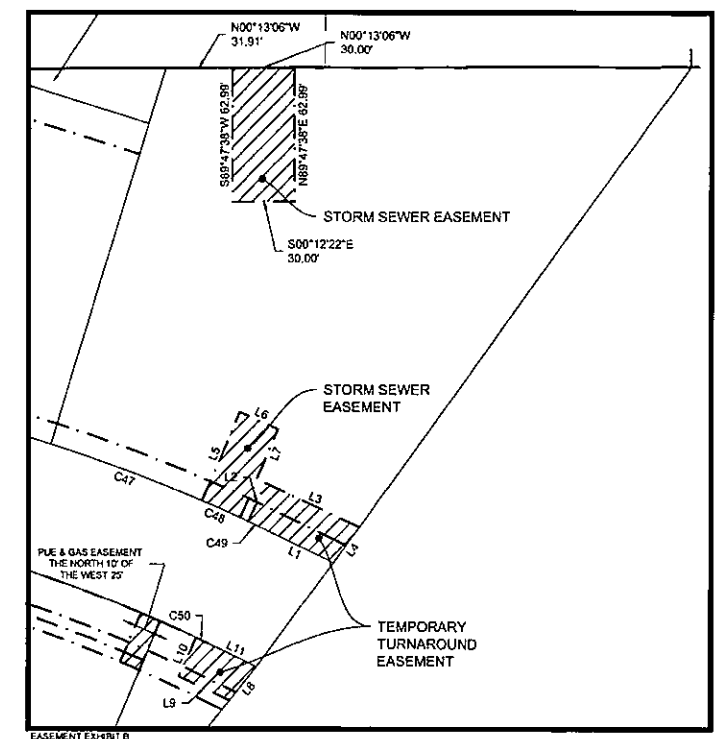 N00°13'06"W
31.91'
N00°13'06"W
30.00'
S89°47'38"W 62.99'
N89°47'38"E 62.99'
STORM SEWER EASEMENT
S00°12'22"E
30.00'
STORM SEWER
EASEMENT
L6
L5
L7
L2
L3
C47
C48
C49
L1
L4
PUE & GAS EASEMENT
THE NORTH 10' OF
THE WEST 25'
C50
L11
L10
L8
L9
TEMPORARY
TURNAROUND
EASEMENT
EASEMENT EXHIBIT B